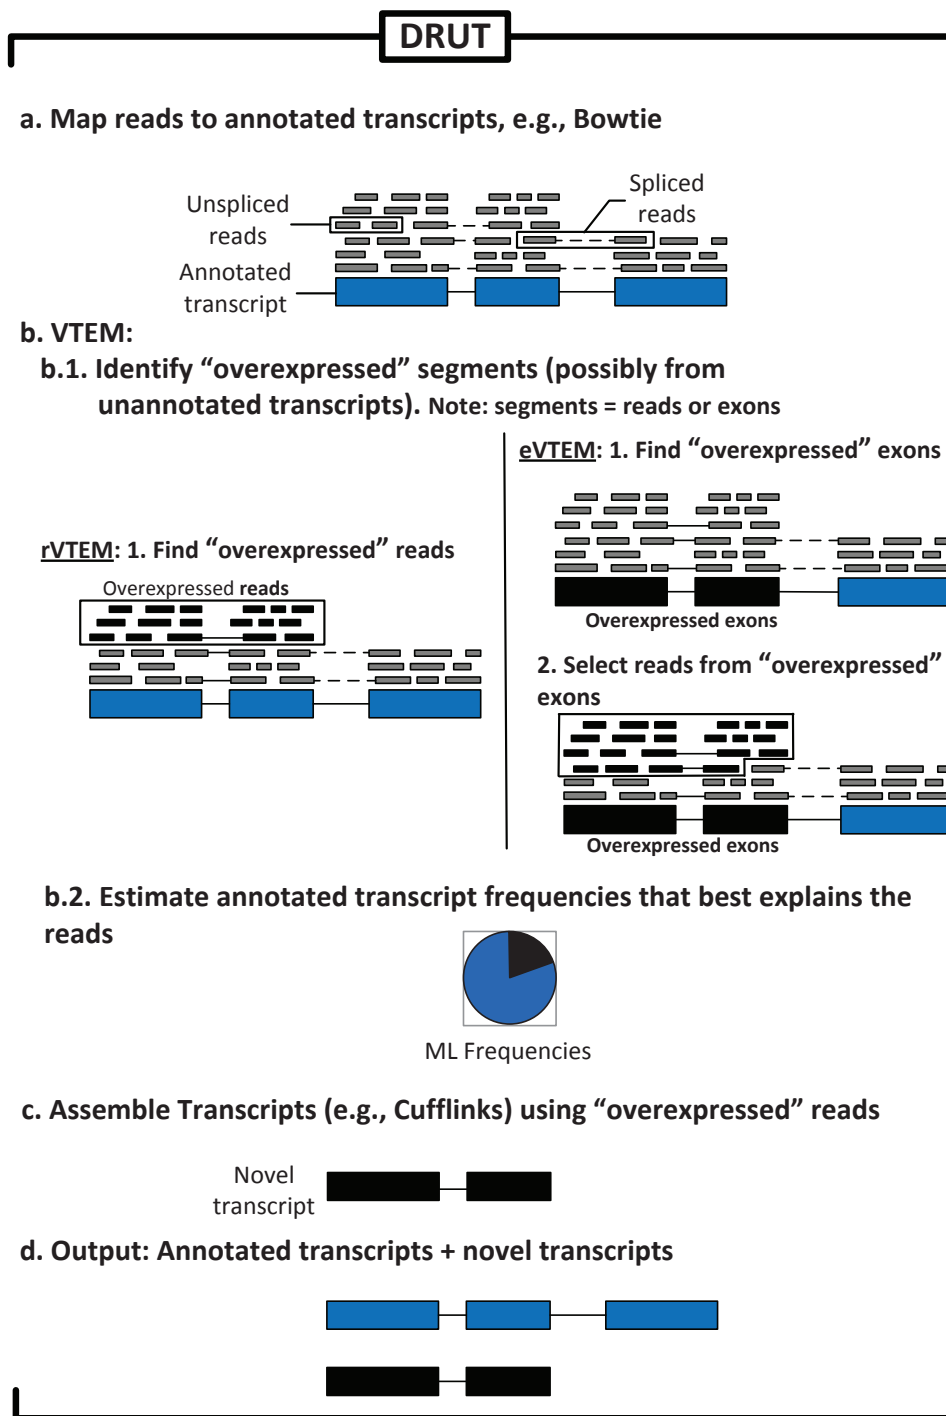 DRUT
a. Map reads to annotated transcripts, e.g., Bowtie
Unspliced
reads
Spliced
reads
Annotated
transcript
b. VTEM:
b.1. Identify “overexpressed” segments (possibly from
unannotated transcripts). Note: segments = reads or exons
rVTEM: 1. Find “overexpressed” reads
Overexpressed reads
eVTEM: 1. Find “overexpressed” exons
Overexpressed exons
2. Select reads from “overexpressed”
exons
Overexpressed exons
b.2. Estimate annotated transcript frequencies that best explains the
reads
ML Frequencies
c. Assemble Transcripts (e.g., Cufflinks) using “overexpressed” reads
Novel
transcript
d. Output: Annotated transcripts + novel transcripts